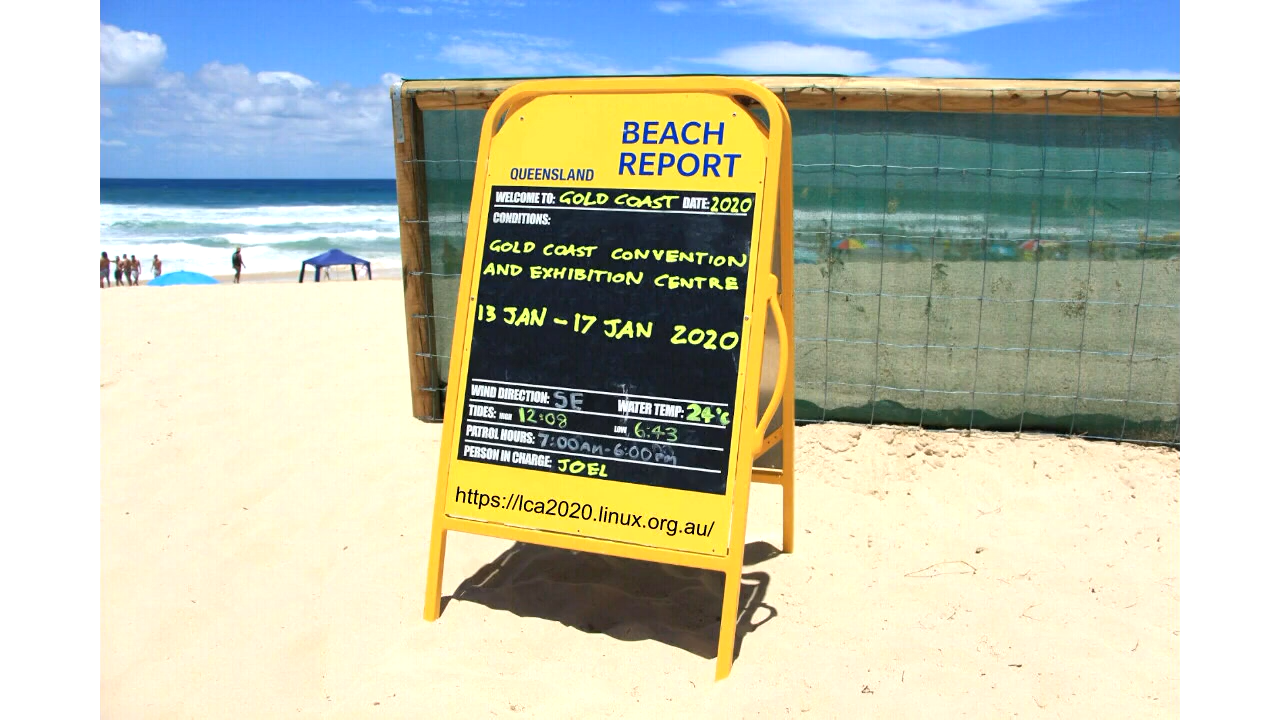 BEACH
REPORT
QUEENSLAND
WELCOME TO: GOLD COAST DATE: 2020
CONDITIONS:
GOLD COAST CONVENTION
AND EXHIBITION CENTRE
13 JAN - 17 JAN 2020
WIND DIRECTION: SE WATER TEMP: 24°C
TIDES: HIGH 12:08 LOW 6:43
PATROL HOURS: 7:00AM-6:00PM
PERSON IN CHARGE: JOEL
https://lca2020.linux.org.au/